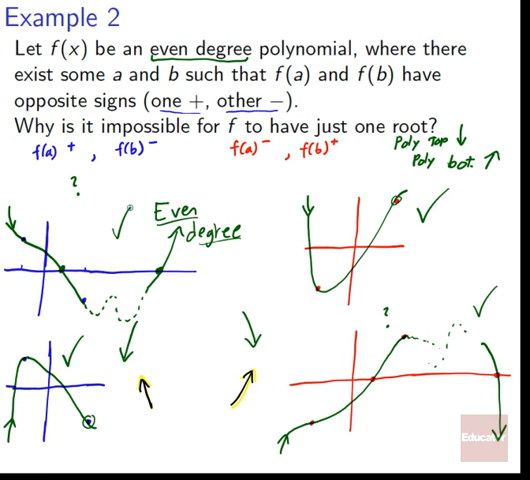 Example 2
Let f(x) be an even degree polynomial, where there
exist some a and b such that f(a) and f(b) have
opposite signs (one +, other −).
Why is it impossible for f to have just one root?
f(a) + , f(b) − f(a) − , f(b) +
Poly top ↓
Poly bot. ↑
?
Even
degree
?
Educator